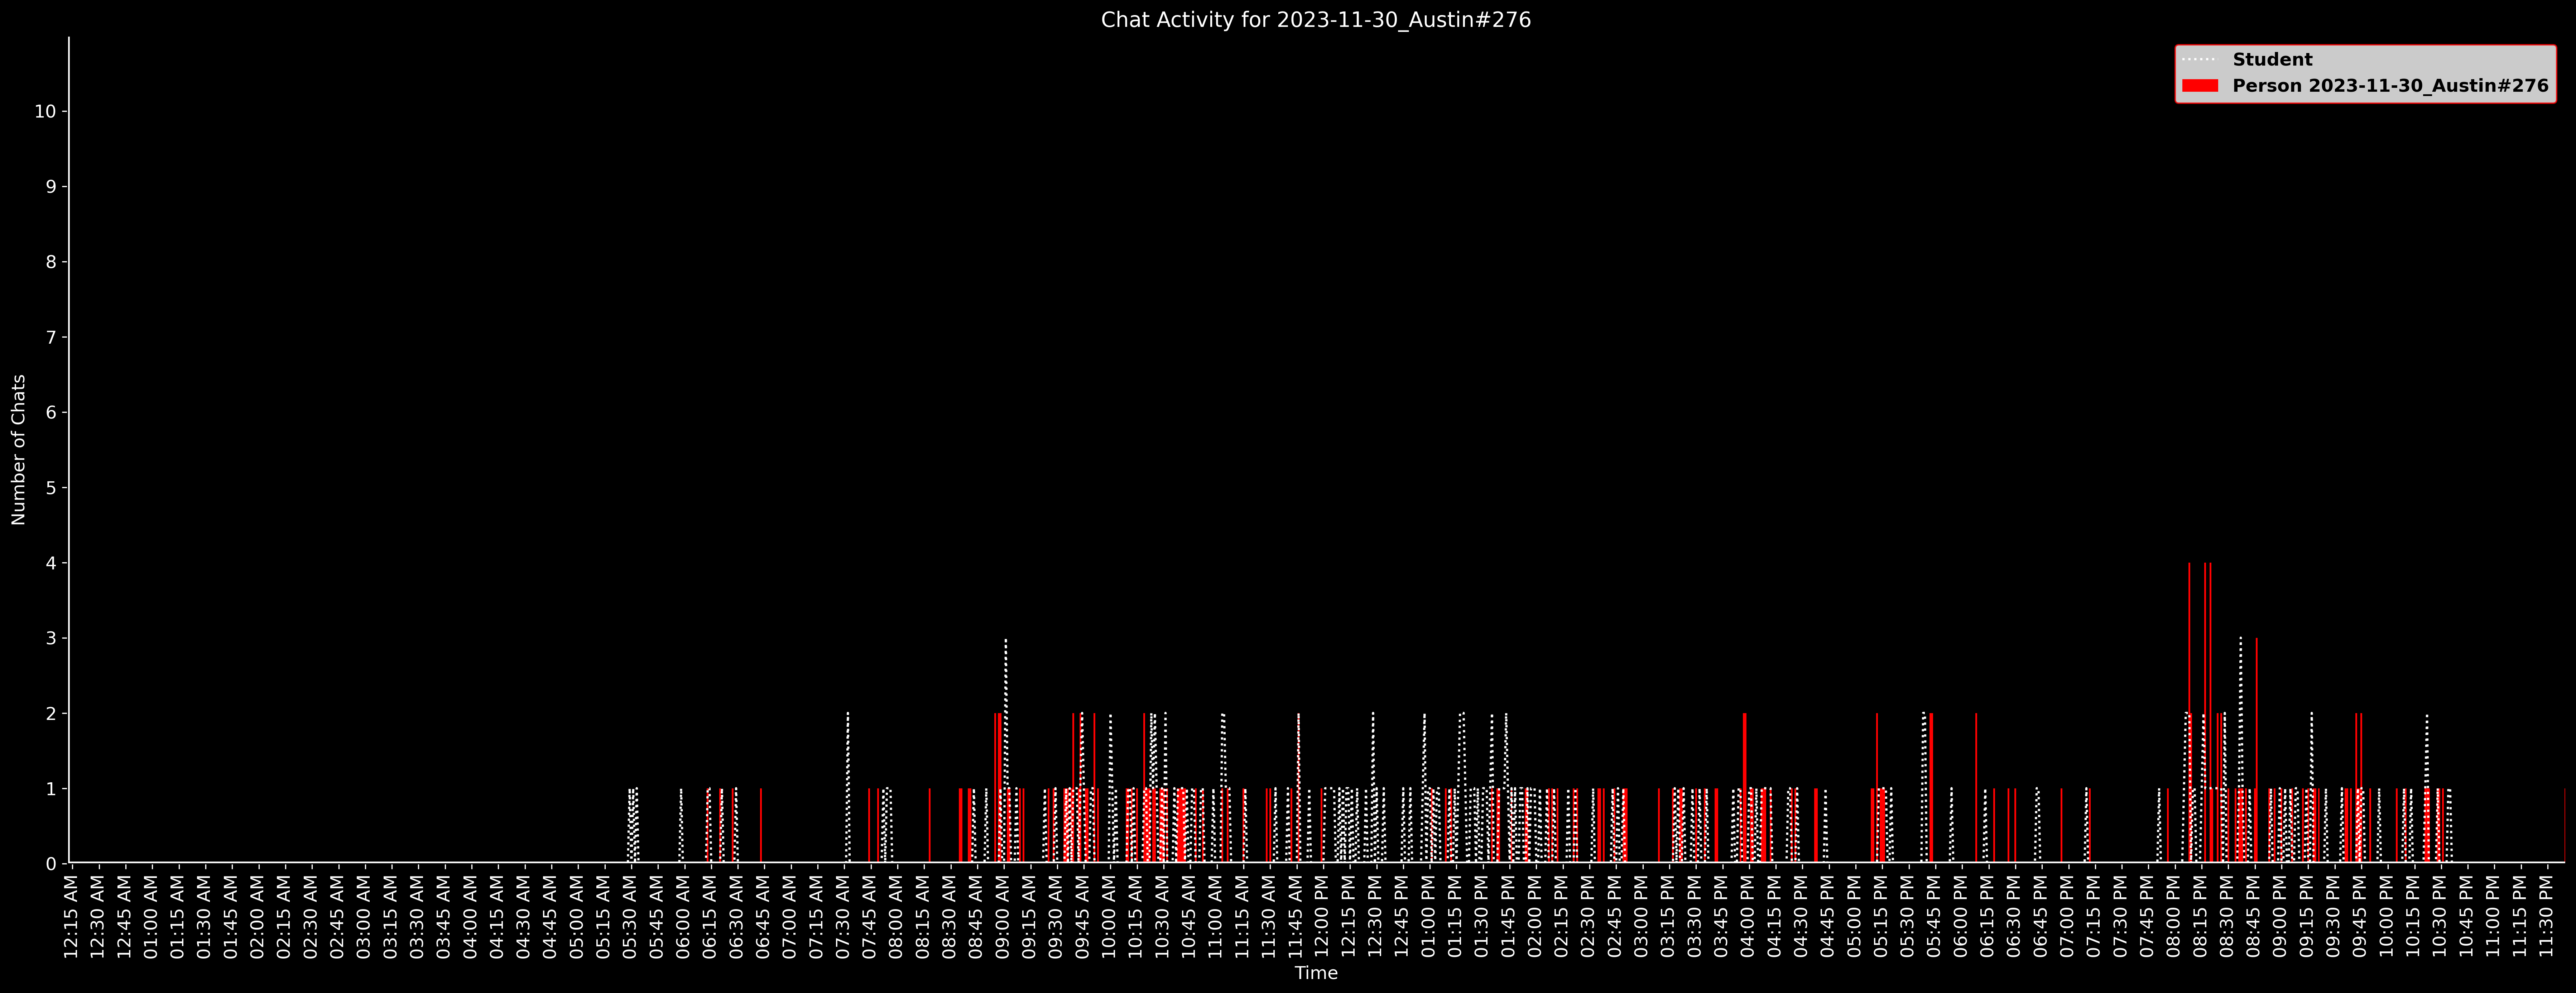 Chat Activity for 2023-11-30_Austin#276
Student
Person 2023-11-30_Austin#276
Number of Chats
10
9
8
7
6
5
4
3
2
1
0
12:15 AM
12:30 AM
12:45 AM
01:00 AM
01:15 AM
01:30 AM
01:45 AM
02:00 AM
02:15 AM
02:30 AM
02:45 AM
03:00 AM
03:15 AM
03:30 AM
03:45 AM
04:00 AM
04:15 AM
04:30 AM
04:45 AM
05:00 AM
05:15 AM
05:30 AM
05:45 AM
06:00 AM
06:15 AM
06:30 AM
06:45 AM
07:00 AM
07:15 AM
07:30 AM
07:45 AM
08:00 AM
08:15 AM
08:30 AM
08:45 AM
09:00 AM
09:15 AM
09:30 AM
09:45 AM
10:00 AM
10:15 AM
10:30 AM
10:45 AM
11:00 AM
11:15 AM
11:30 AM
11:45 AM
12:00 PM
12:15 PM
12:30 PM
12:45 PM
01:00 PM
01:15 PM
01:30 PM
01:45 PM
02:00 PM
02:15 PM
02:30 PM
02:45 PM
03:00 PM
03:15 PM
03:30 PM
03:45 PM
04:00 PM
04:15 PM
04:30 PM
04:45 PM
05:00 PM
05:15 PM
05:30 PM
05:45 PM
06:00 PM
06:15 PM
06:30 PM
06:45 PM
07:00 PM
07:15 PM
07:30 PM
07:45 PM
08:00 PM
08:15 PM
08:30 PM
08:45 PM
09:00 PM
09:15 PM
09:30 PM
09:45 PM
10:00 PM
10:15 PM
10:30 PM
10:45 PM
11:00 PM
11:15 PM
11:30 PM
Time